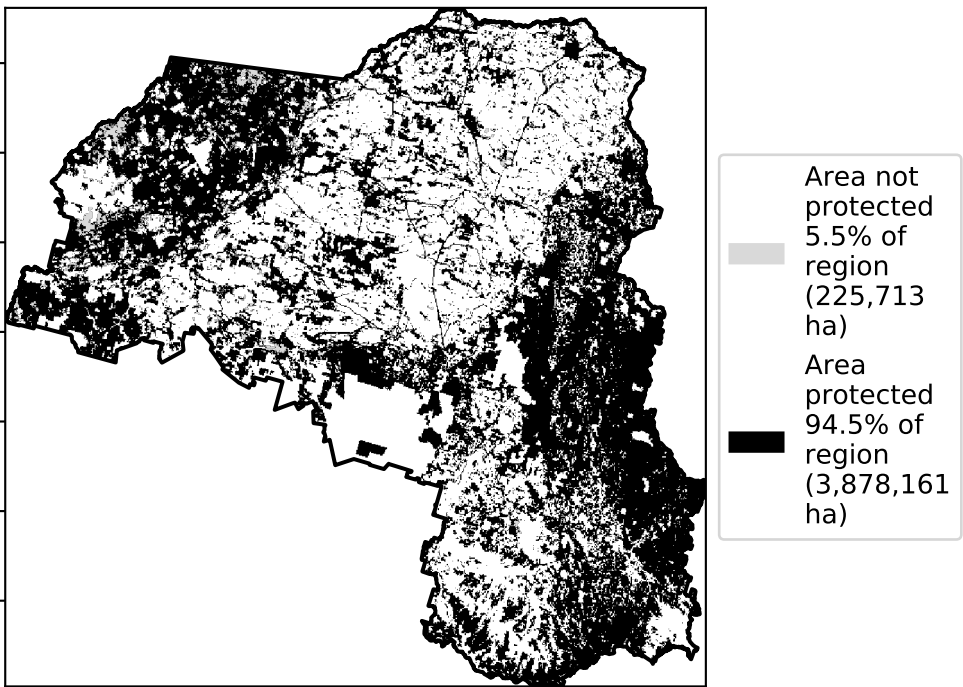 Area not
protected
5.5% of
region
(225,713
ha)
Area
protected
94.5% of
region
(3,878,161
ha)